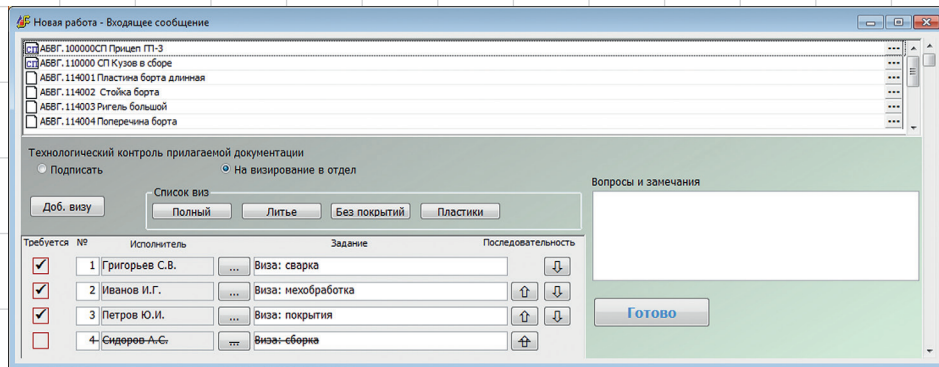 Новая работа - Входящее сообщение
СП АБВГ.100000СП Прицеп ГП-3 ...
СП АБВГ.110000 СП Кузов в сборе ...
АБВГ.114001 Пластина борта длинная ...
АБВГ.114002 Стойка борта ...
АБВГ.114003 Ригель большой ...
АБВГ.114004 Поперечина борта ...
Технологический контроль прилагаемой документации
Подписать На визирование в отдел
Вопросы и замечания
Список виз
Доб. визу Полный Литье Без покрытий Пластики
Требуется № Исполнитель Задание Последовательность
1 Григорьев С.В. ... Виза: сварка
2 Иванов И.Г. ... Виза: мехобработка
3 Петров Ю.И. ... Виза: покрытия
4 Сидоров А.С. ... Виза: сборка
Готово